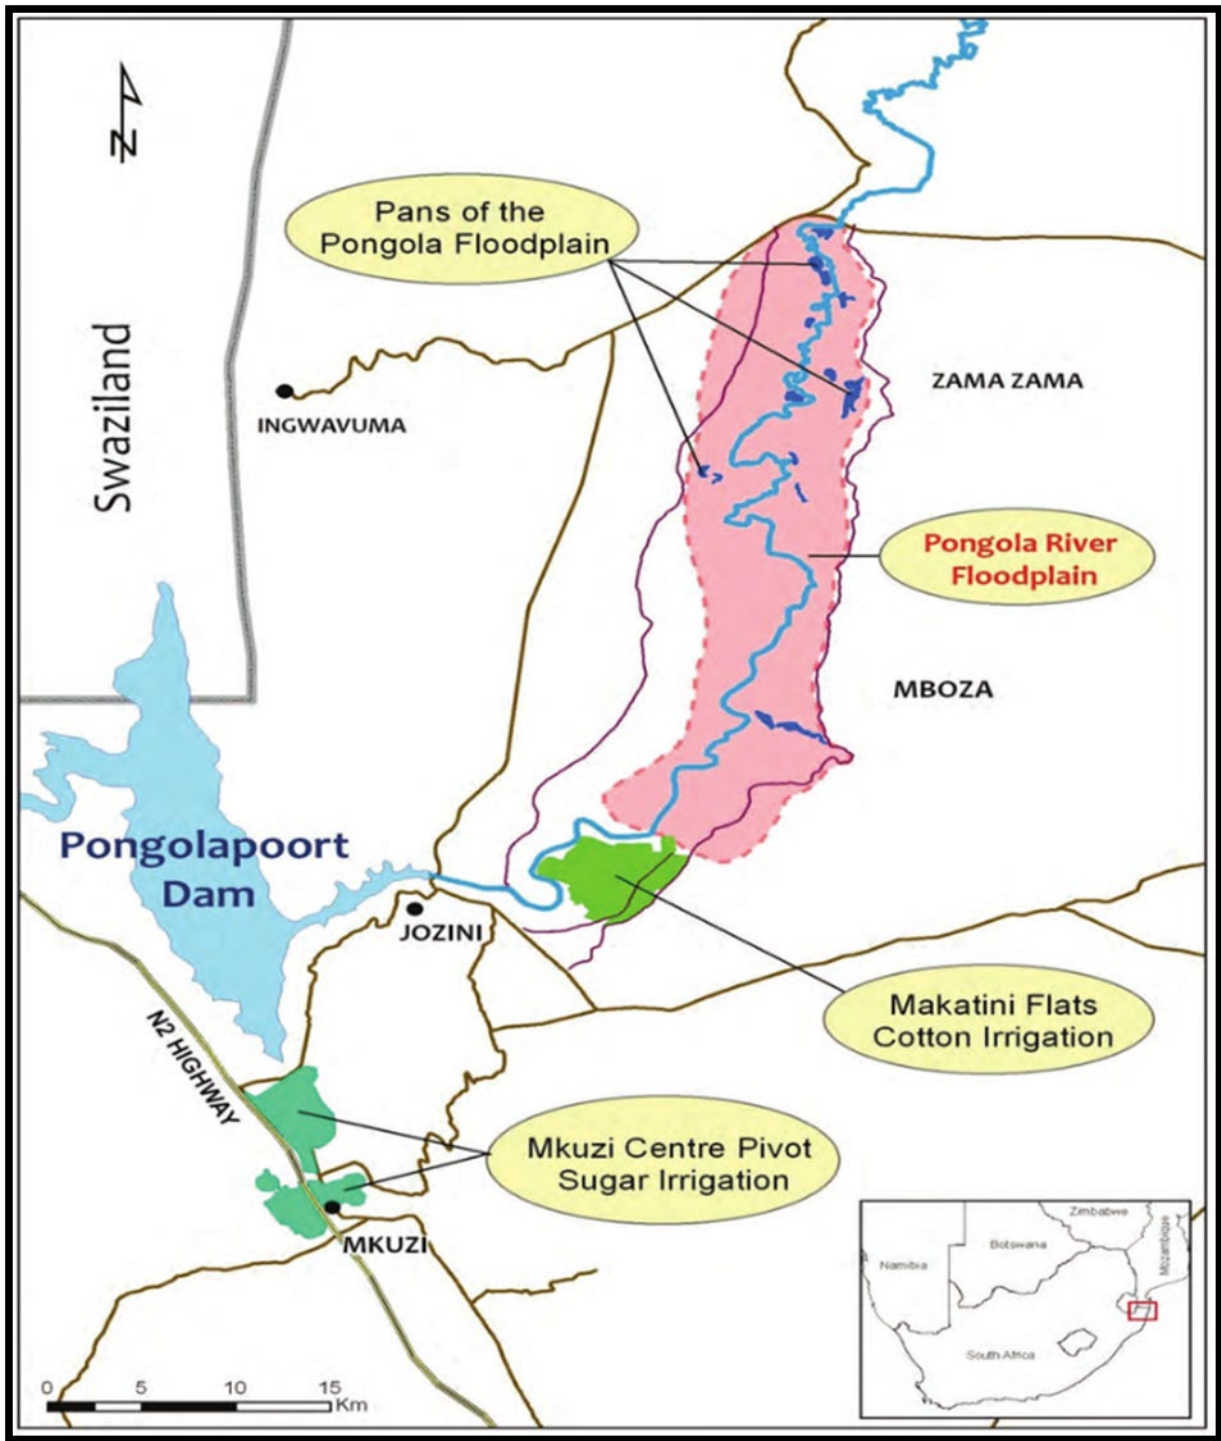 N
Pans of the
Pongola Floodplain
Swaziland
ZAMA ZAMA
INGWAVUMA
Pongola River
Floodplain
MBOZA
Pongolapoort
Dam
JOZINI
Makatini Flats
Cotton Irrigation
N2 HIGHWAY
Mkuzi Centre Pivot
Sugar Irrigation
MKUZI
Zimbabwe
Mozambique
Botswana
Namibia
South Africa
0 5 10 15
Km